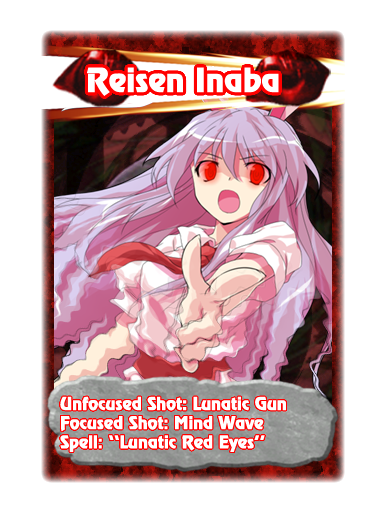 Reisen Inaba
Unfocused Shot: Lunatic Gun
Focused Shot: Mind Wave
Spell: “Lunatic Red Eyes”